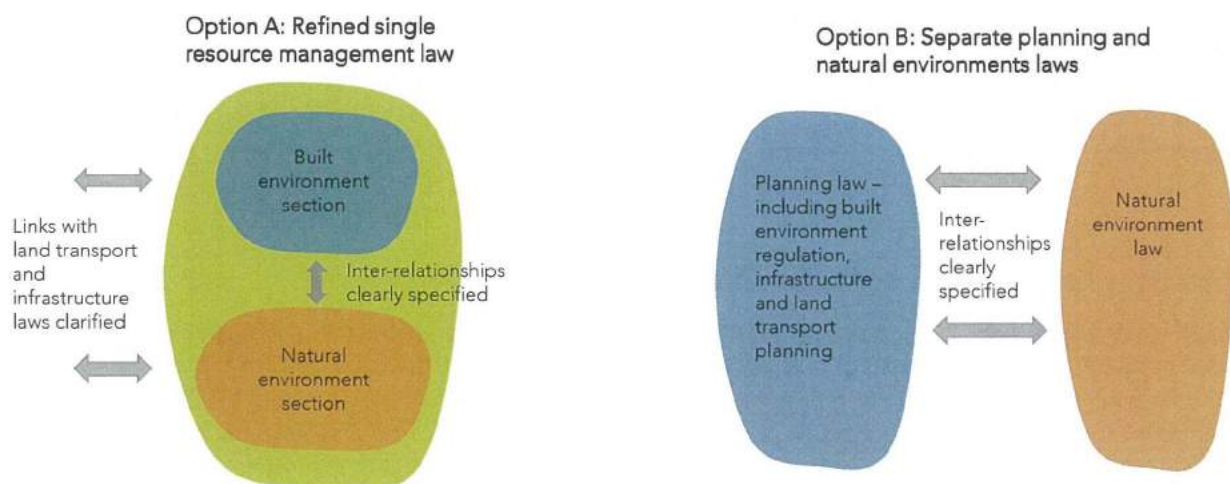 Option A: Refined single
resource management law
Built
environment
section
Links with
land transport
and
infrastructure
laws clarified
Inter-relationships
clearly specified
Natural
environment
section
Option B: Separate planning and
natural environments laws
Planning law –
including built
environment
regulation,
infrastructure
and land
transport
planning
Inter-
relationships
clearly
specified
Natural
environment
law